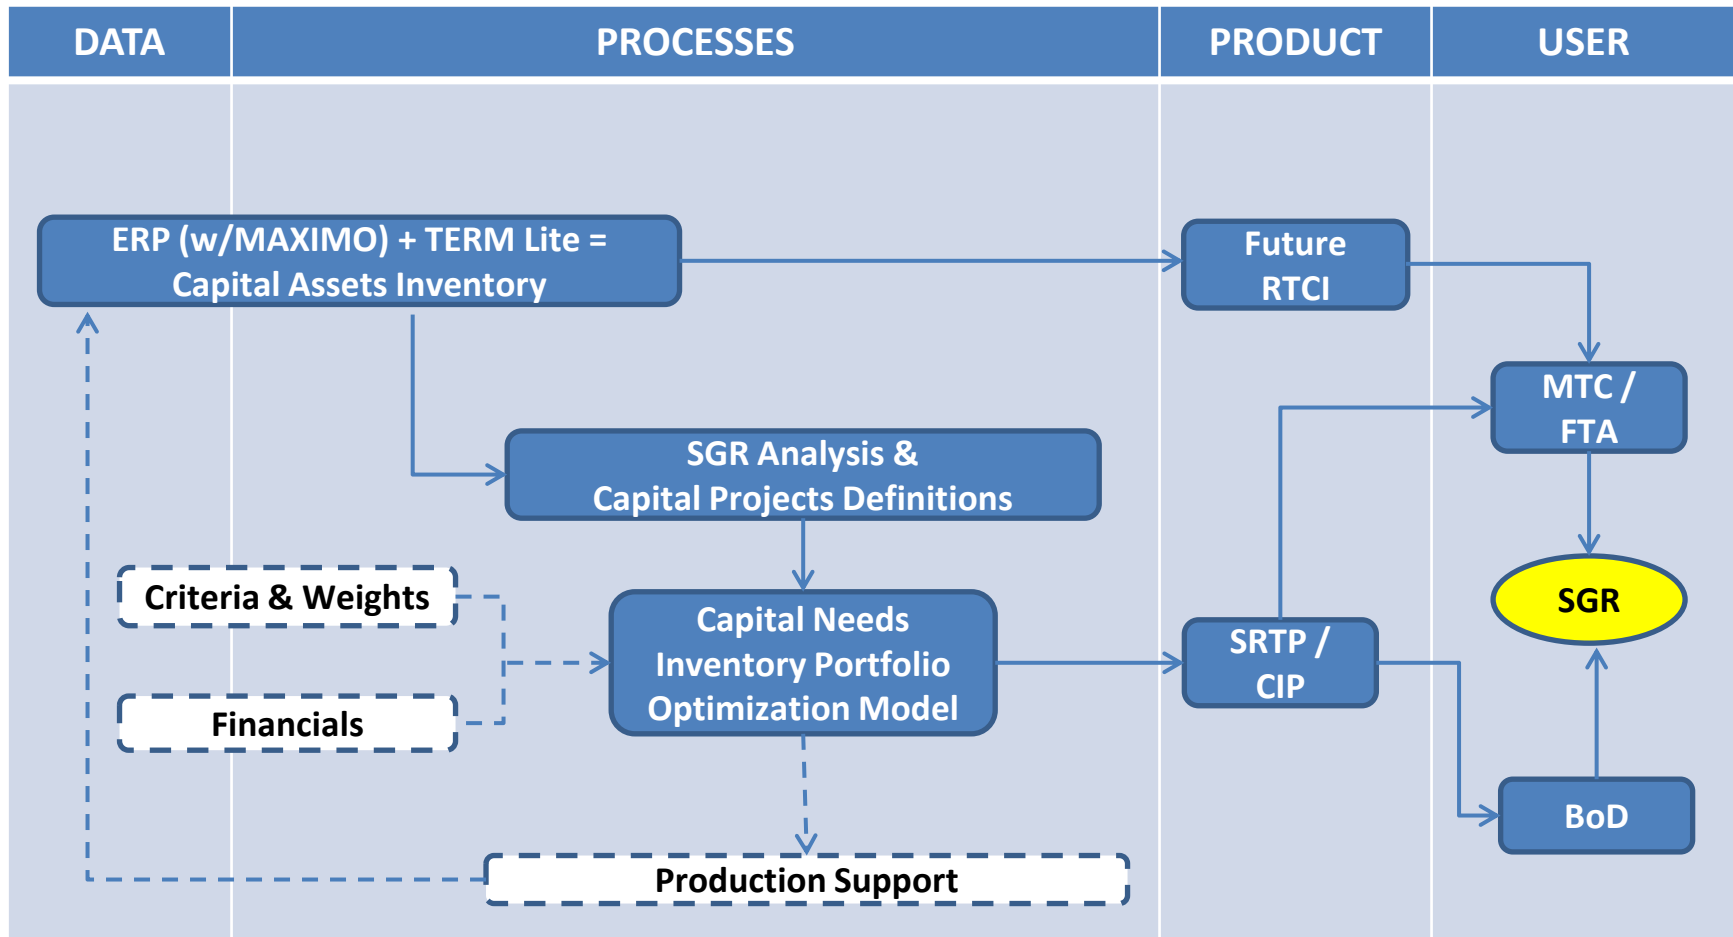 DATA
PROCESSES
PRODUCT
USER
ERP (w/MAXIMO) + TERM Lite =
Capital Assets Inventory
Future
RTCI
MTC /
FTA
SGR Analysis &
Capital Projects Definitions
Criteria & Weights
Financials
Capital Needs
Inventory Portfolio
Optimization Model
SRTP /
CIP
SGR
BoD
Production Support